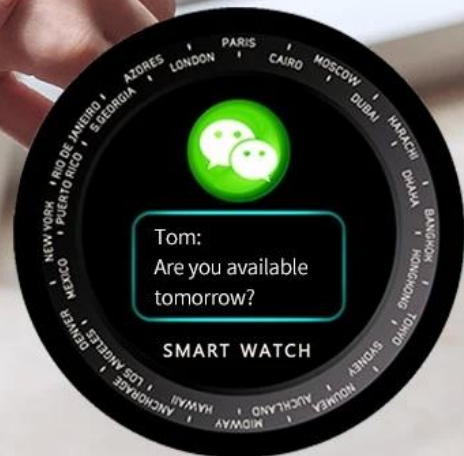 Tom:
Are you available
tomorrow?
SMART WATCH
PARIS
CAIRO
MOSCOW
DUBAI
KARACHI
DHAKA
BANGKOK
HONGKONG
TOKYO
SYDNEY
NOUMEA
AUCKLAND
MIDWAY
HAWAII
ANCHORAGE
LOS ANGELES
DENVER
MEXICO
NEW YORK
PUERTO RICO
RIO DE JANEIRO
S.GEORGIA
AZORES
LONDON